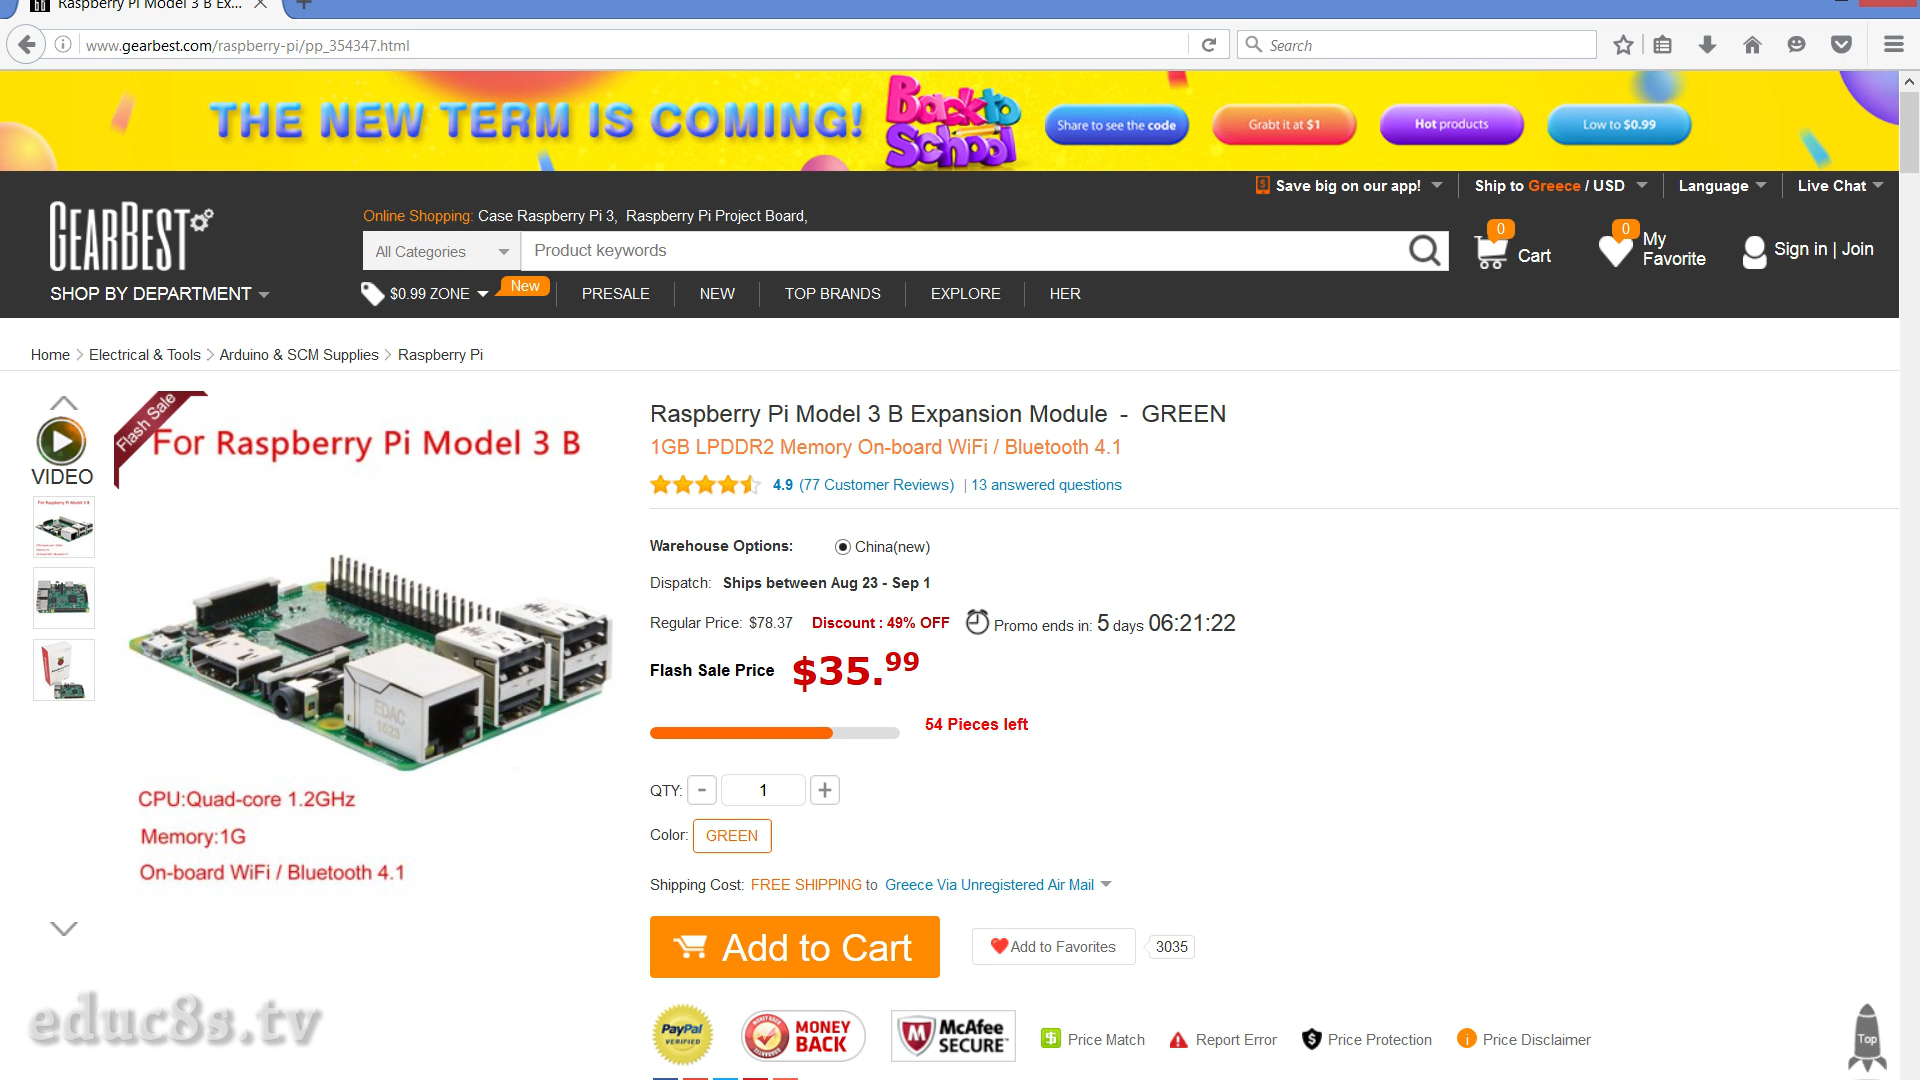 Raspberry Pi Model 3 B Ex...
www.gearbest.com/raspberry-pi/pp_354347.html
Search
THE NEW TERM IS COMING!
Back to School
Share to see the code
Grabt it at $1
Hot products
Low to $0.99
Save big on our app!
Ship to Greece / USD
Language
Live Chat
GEARBEST
Online Shopping: Case Raspberry Pi 3, Raspberry Pi Project Board,
All Categories
Product keywords
0
Cart
0
My Favorite
Sign in | Join
SHOP BY DEPARTMENT
$0.99 ZONE
New
PRESALE
NEW
TOP BRANDS
EXPLORE
HER
Home > Electrical & Tools > Arduino & SCM Supplies > Raspberry Pi
VIDEO
Flash Sale
For Raspberry Pi Model 3 B
For Raspberry Pi Model 3 B
EDAC
1623
CPU:Quad-core 1.2GHz
Memory:1G
On-board WiFi / Bluetooth 4.1
Raspberry Pi Model 3 B Expansion Module - GREEN
1GB LPDDR2 Memory On-board WiFi / Bluetooth 4.1
4.9 (77 Customer Reviews) | 13 answered questions
Warehouse Options: China(new)
Dispatch: Ships between Aug 23 - Sep 1
Regular Price: $78.37 Discount : 49% OFF Promo ends in: 5 days 06:21:22
Flash Sale Price $35.99
54 Pieces left
QTY: - 1 +
Color: GREEN
Shipping Cost: FREE SHIPPING to Greece Via Unregistered Air Mail
Add to Cart
Add to Favorites
3035
educ8s.tv
PayPal
VERIFIED
MONEY BACK
McAfee SECURE
Price Match
Report Error
Price Protection
Price Disclaimer
Top